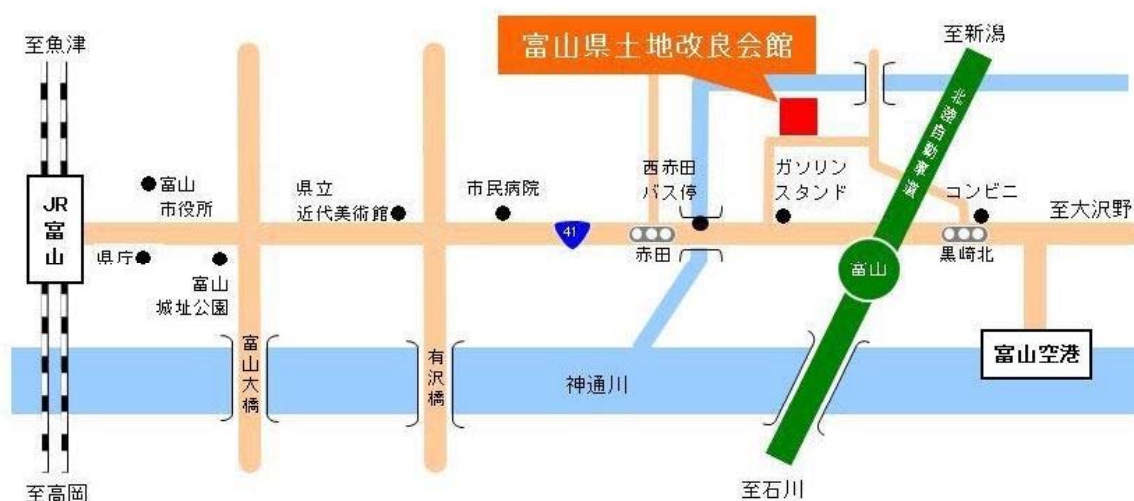 至魚津
富山県土地改良会館
至新潟
北陸自動車道
JR
富
山
富山
市役所
県立
近代美術館
市民病院
西赤田
バス停
ガソリン
スタンド
コンビニ
至大沢野
41
赤田
黒崎北
県庁
富山
城址公園
富山
富山大橋
有沢橋
神通川
富山空港
至高岡
至石川